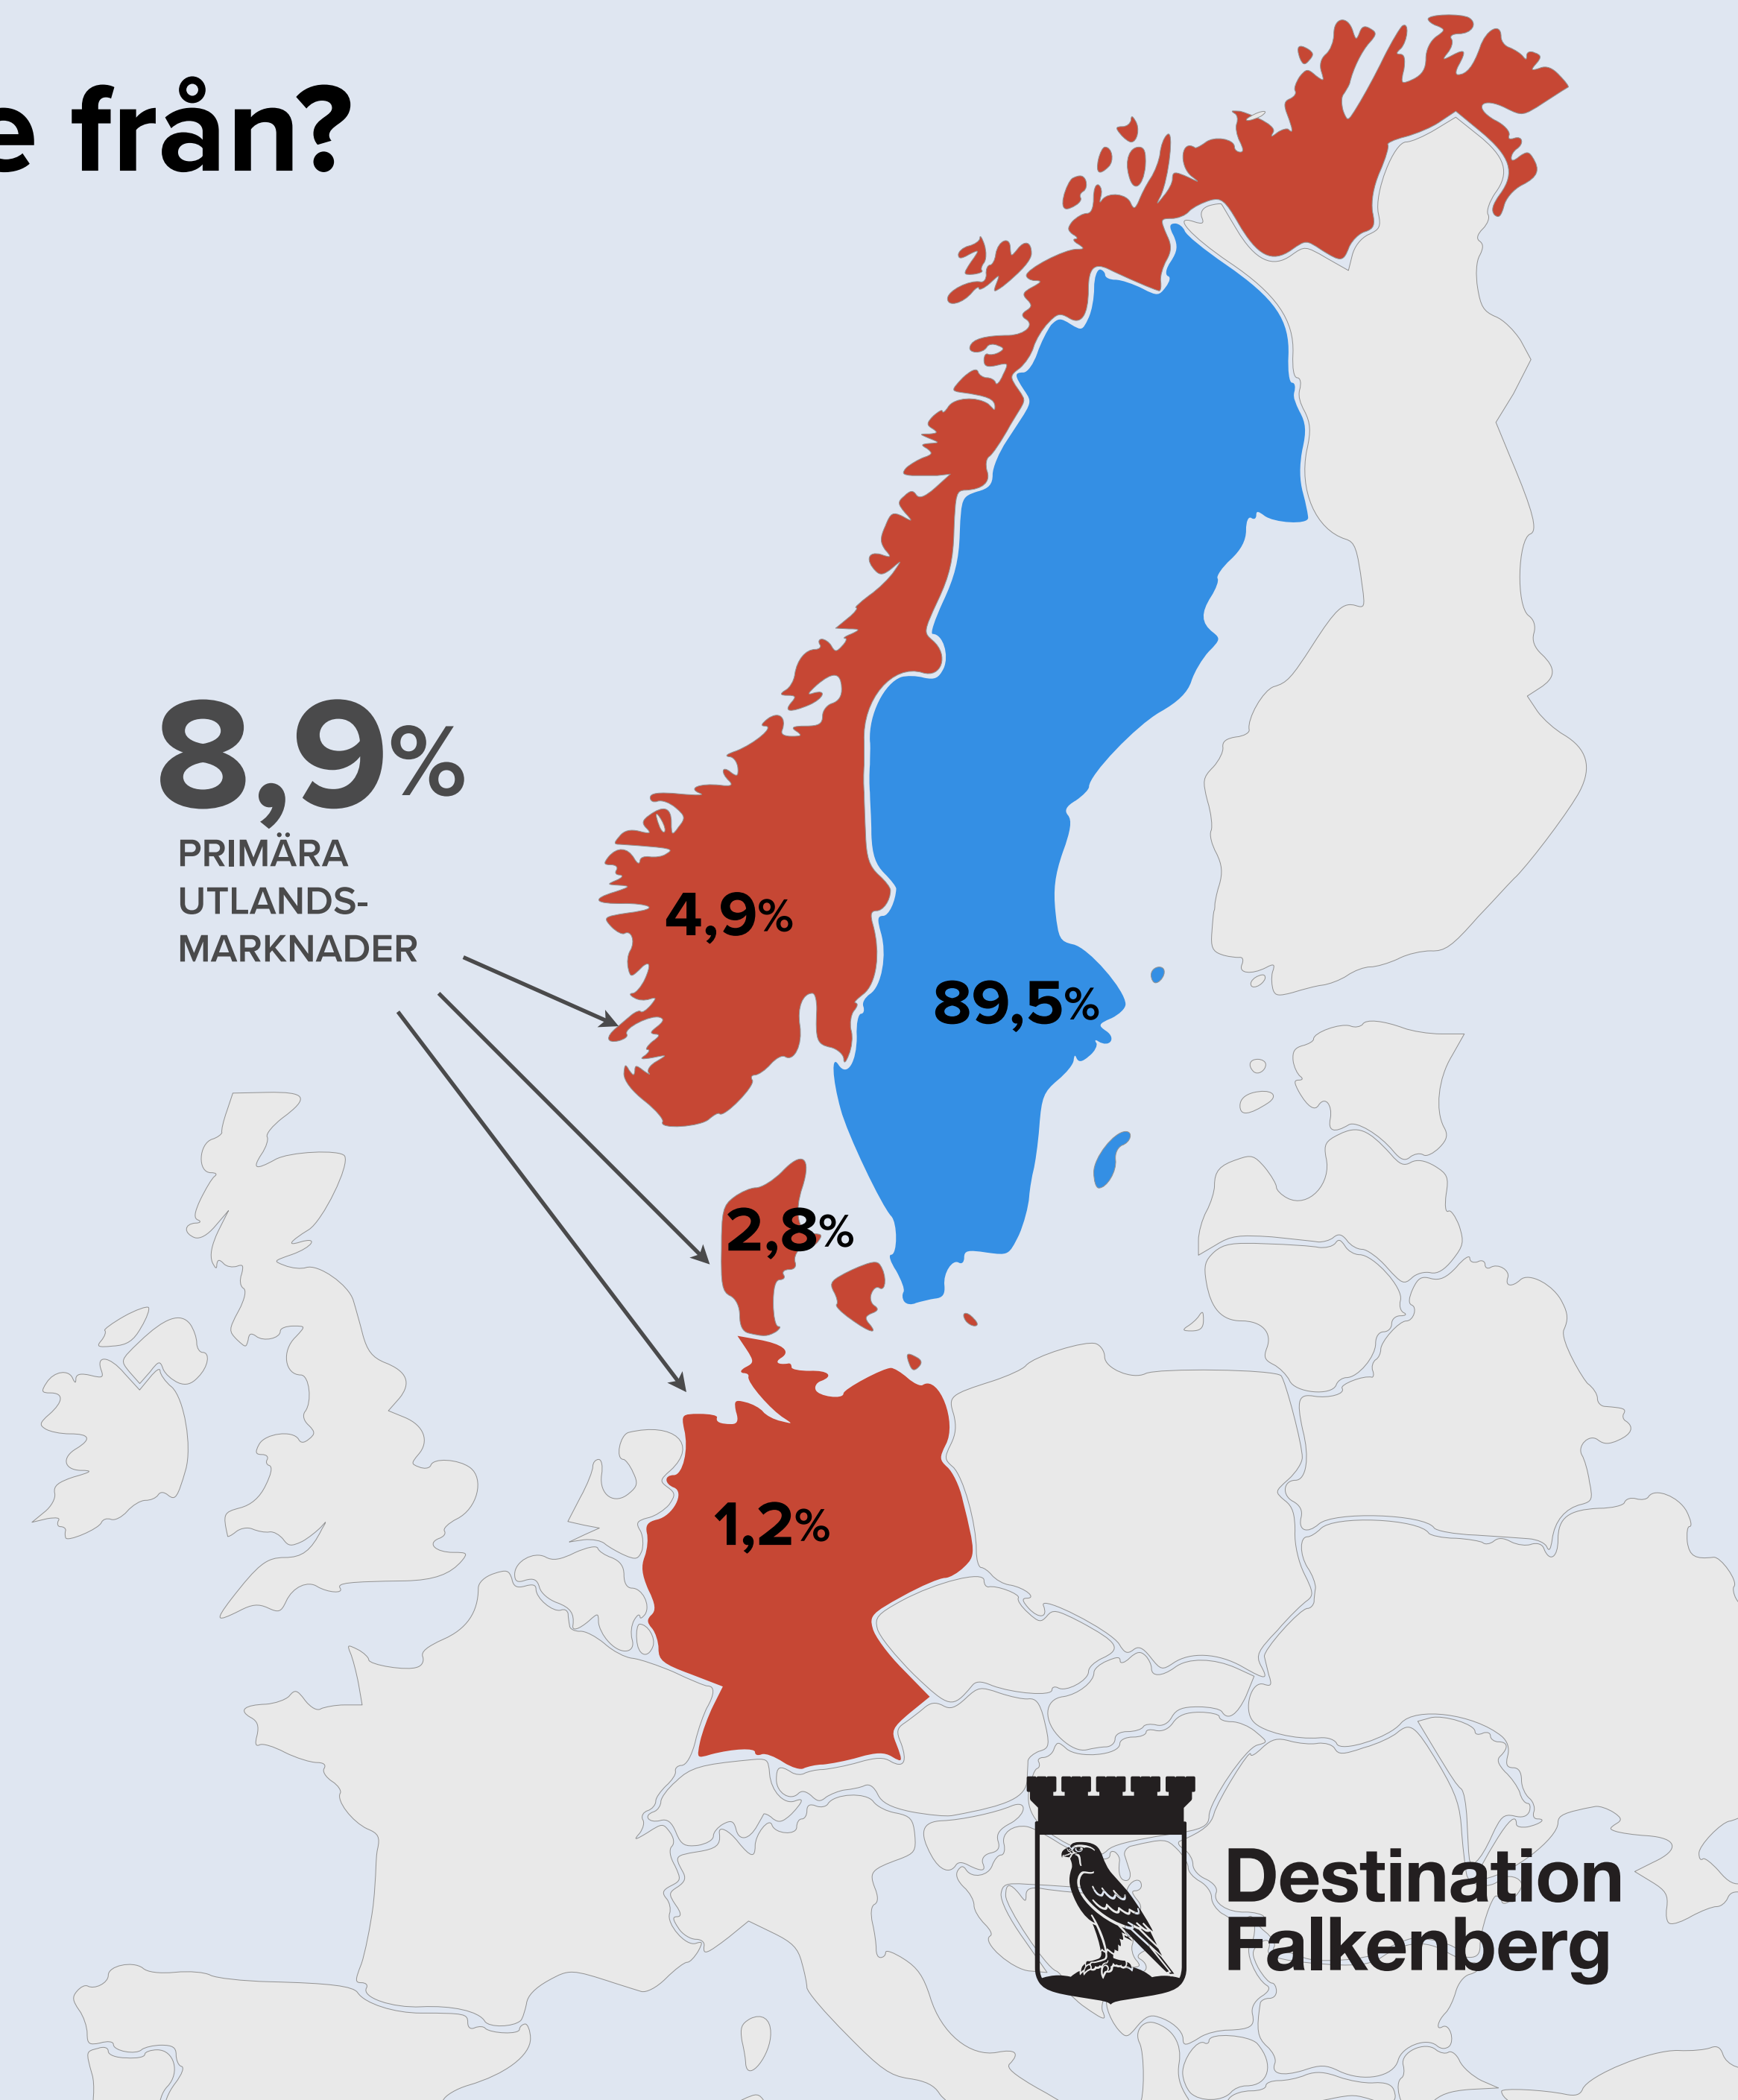 e från?
8,9%
PRIMÄRA
UTLANDS-
MARKNADER
4,9%
89,5%
2,8%
1,2%
Destination
Falkenberg